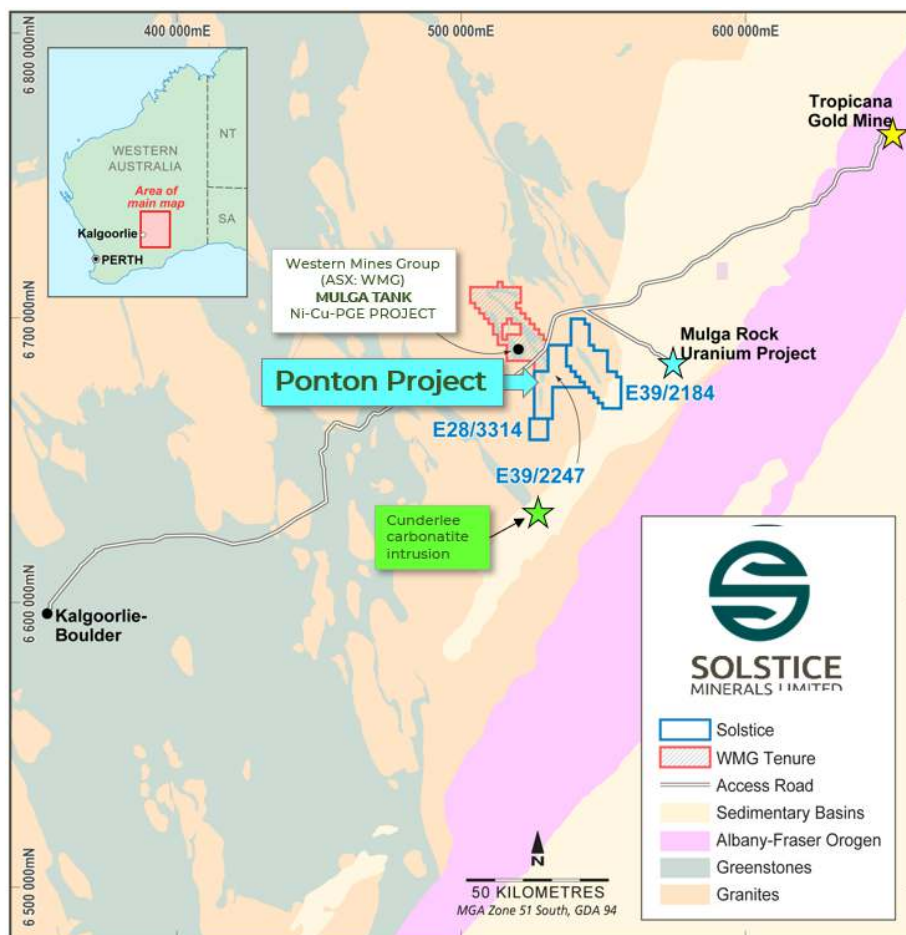 400 000mE
500 000mE
600 000mE
6 800 000mN
6 700 000mN
6 600 000mN
6 500 000mN
NT
WESTERN
AUSTRALIA
Area of
main map
SA
Kalgoorlie
PERTH
Tropicana
Gold Mine
Western Mines Group
(ASX: WMG)
MULGA TANK
Ni-Cu-PGE PROJECT
Mulga Rock
Uranium Project
Ponton Project
E39/2184
E28/3314
E39/2247
Cunderlee
carbonatite
intrusion
Kalgoorlie-
Boulder
SOLSTICE
MINERALS LIMITED
Solstice
WMG Tenure
Access Road
Sedimentary Basins
Albany-Fraser Orogen
Greenstones
Granites
N
50 KILOMETRES
MGA Zone 51 South, GDA 94